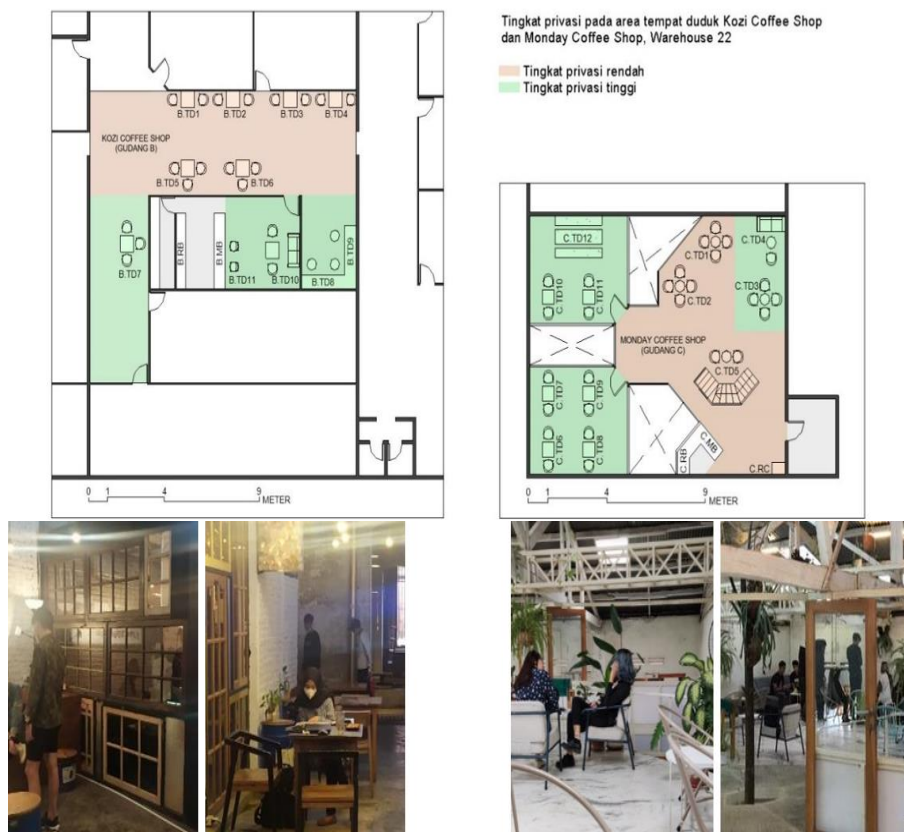 Tingkat privasi pada area tempat duduk Kozi Coffee Shop
dan Monday Coffee Shop, Warehouse 22
Tingkat privasi rendah
Tingkat privasi tinggi
B.TD1
B.TD2
B.TD3
B.TD4
KOZI COFFEE SHOP
(GUDANG B)
B.TD5
B.TD6
B.TD7
B.RB
B.MB
B.TD11
B.TD10
B.TD8
B.TD9
0 1 4 9
METER
C.TD12
C.TD10
C.TD11
C.TD1
C.TD4
C.TD2
C.TD3
MONDAY COFFEE SHOP
(GUDANG C)
C.TD5
C.TD7
C.TD9
C.TD6
C.TD8
C.RB
C.MB
C.RC
0 1 4 9
METER